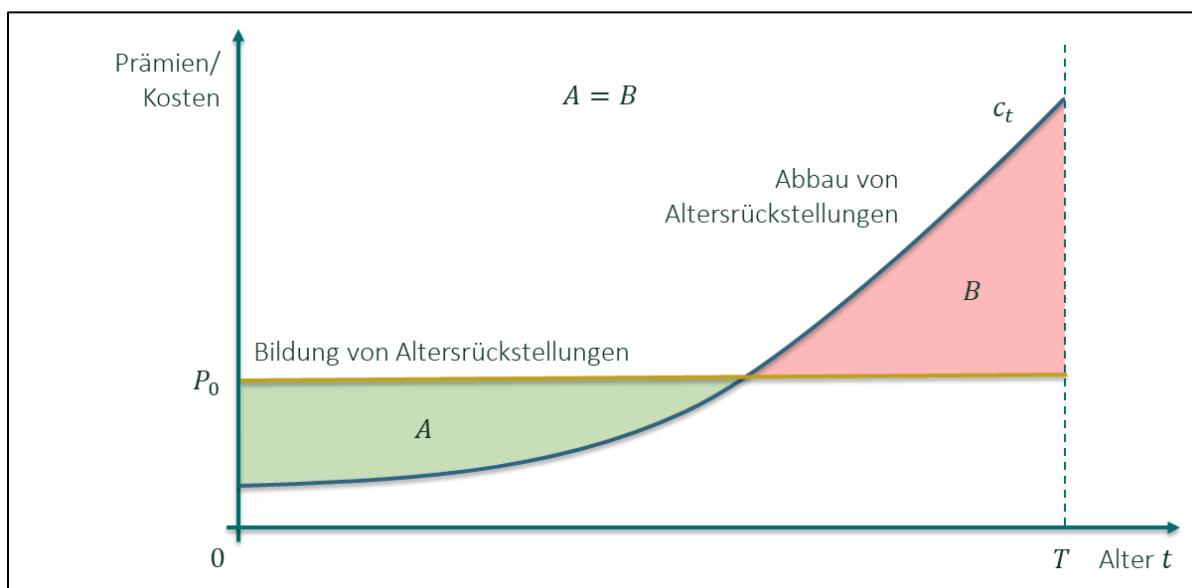 Prämien/
Kosten
A = B
c_t
Abbau von
Altersrückstellungen
B
Bildung von Altersrückstellungen
P_0
A
0
T
Alter t